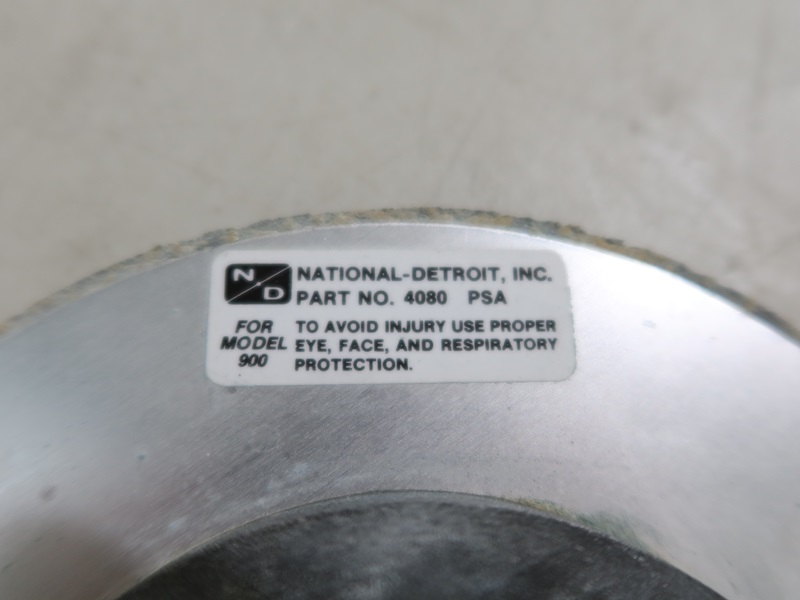 N D
NATIONAL-DETROIT, INC.
PART NO. 4080 PSA
FOR MODEL 900
TO AVOID INJURY USE PROPER
EYE, FACE, AND RESPIRATORY
PROTECTION.